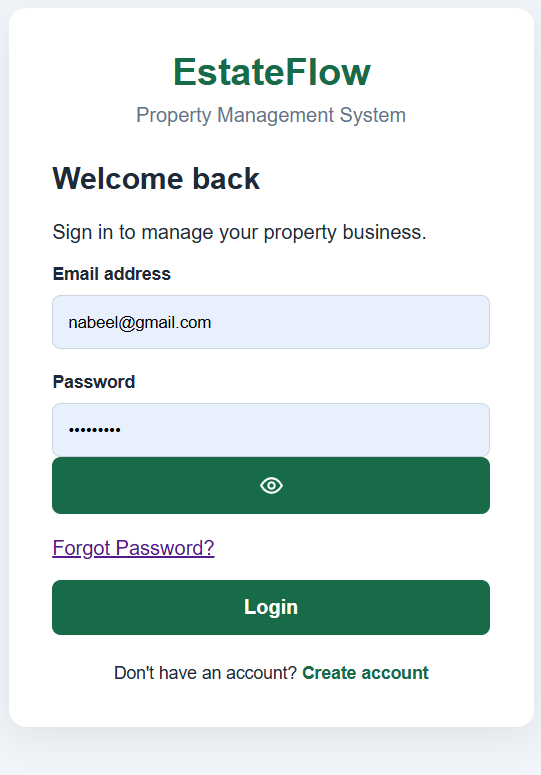 EstateFlow
Property Management System
Welcome back
Sign in to manage your property business.
Email address
nabeel@gmail.com
Password
•••••••••
Forgot Password?
Login
Don't have an account? Create account